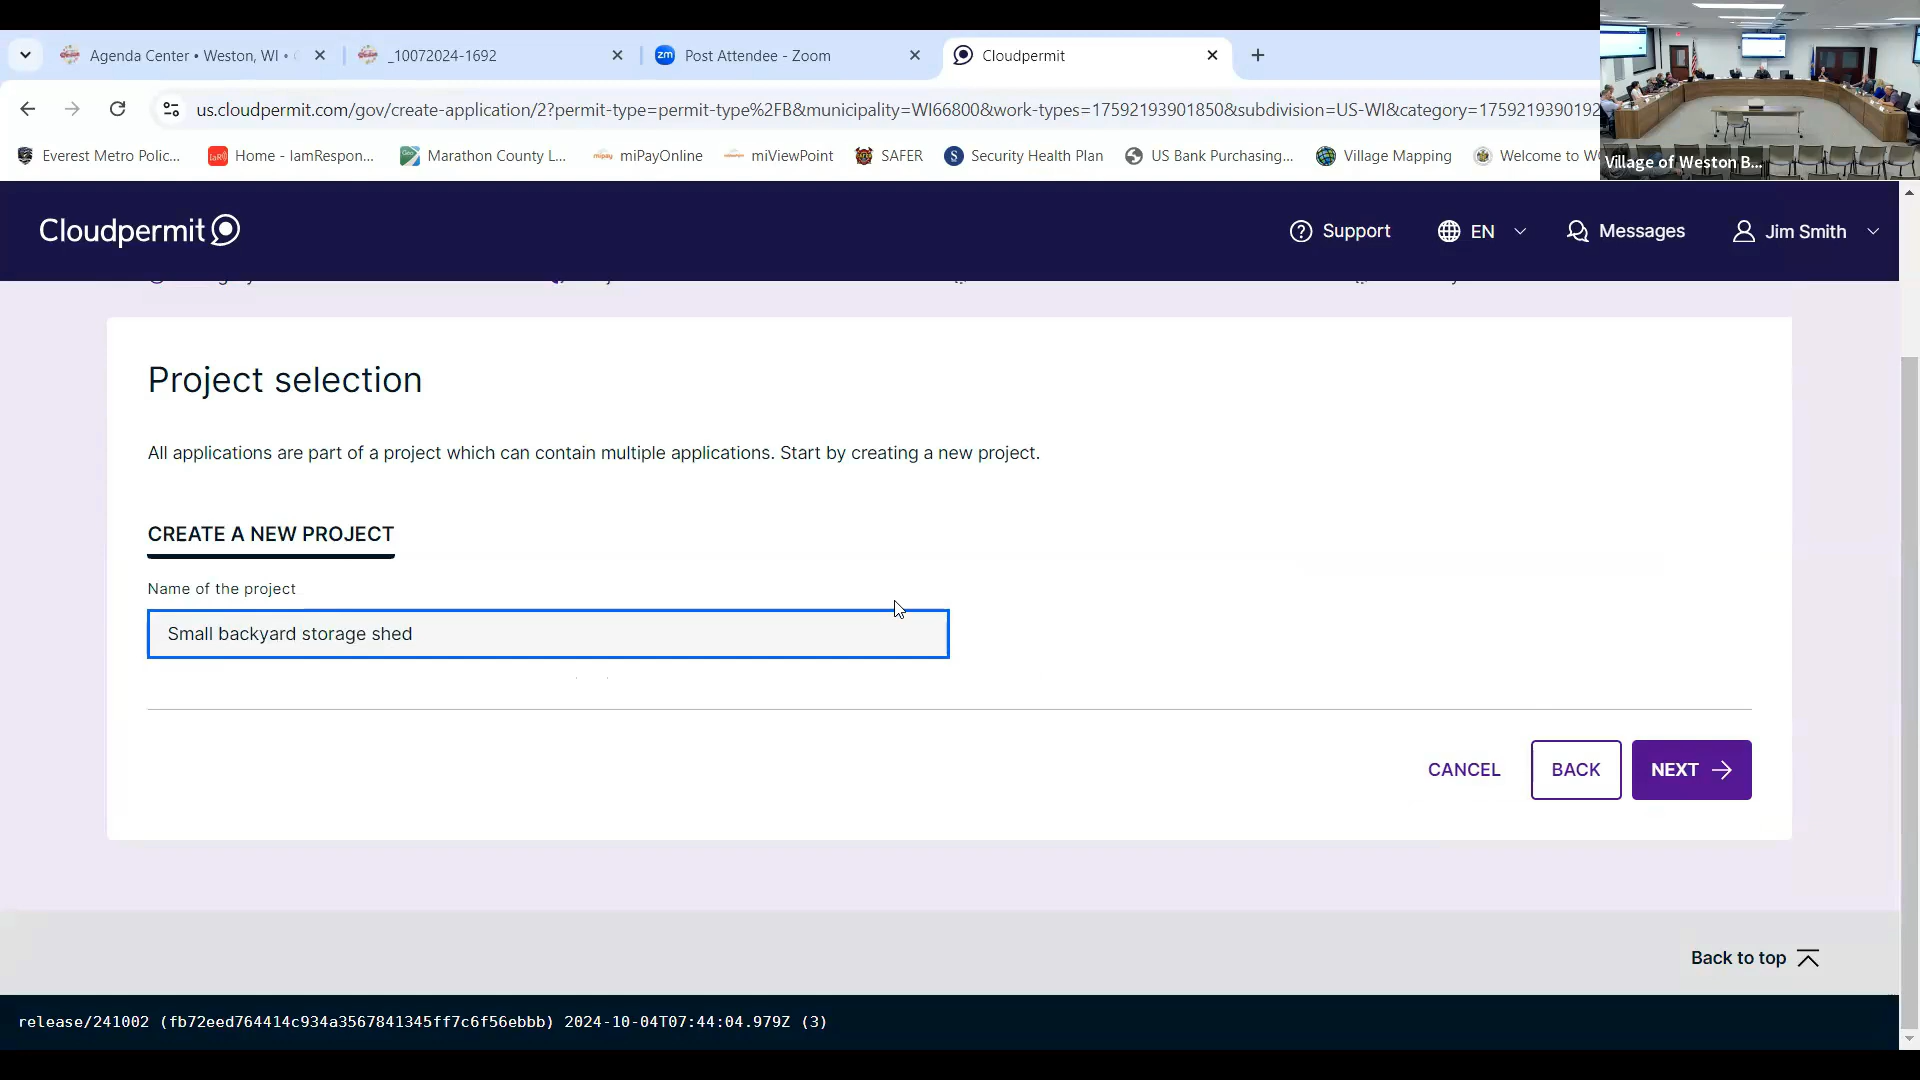 Agenda Center • Weston, WI •
_10072024-1692
Post Attendee - Zoom
Cloudpermit
us.cloudpermit.com/gov/create-application/2?permit-type=permit-type%2FB&municipality=WI66800&work-types=17592193901850&subdivision=US-WI&category=1759219390192
Everest Metro Polic...
Home - IamRespon...
Marathon County L...
miPayOnline
miViewPoint
SAFER
Security Health Plan
US Bank Purchasing...
Village Mapping
Welcome to W
Village of Weston B...
Cloudpermit
Support
EN
Messages
Jim Smith
Project selection
All applications are part of a project which can contain multiple applications. Start by creating a new project.
CREATE A NEW PROJECT
Name of the project
Small backyard storage shed
CANCEL
BACK
NEXT
Back to top
release/241002 (fb72eed764414c934a3567841345ff7c6f56ebbb) 2024-10-04T07:44:04.979Z (3)